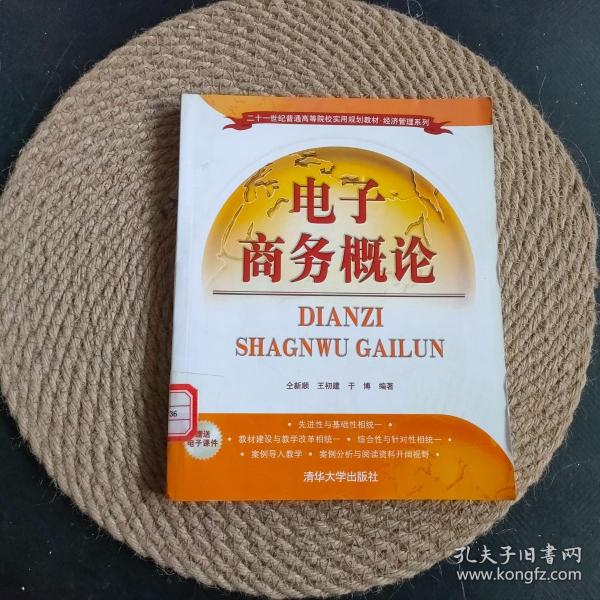 二十一世纪普通高等院校实用规划教材·经济管理系列
电子
商务概论
DIANZI
SHAGNWU GAILUN
仝新顺 王初建 于 博 编著
·先进性与基础性相统一·
教材建设与教学改革相统一· ·综合性与针对性相统一·
·案例导入教学 ·案例分析与阅读资料开阔视野·
清华大学出版社
36
赠送
电子课件
孔夫子旧书网
www.kongfz.com